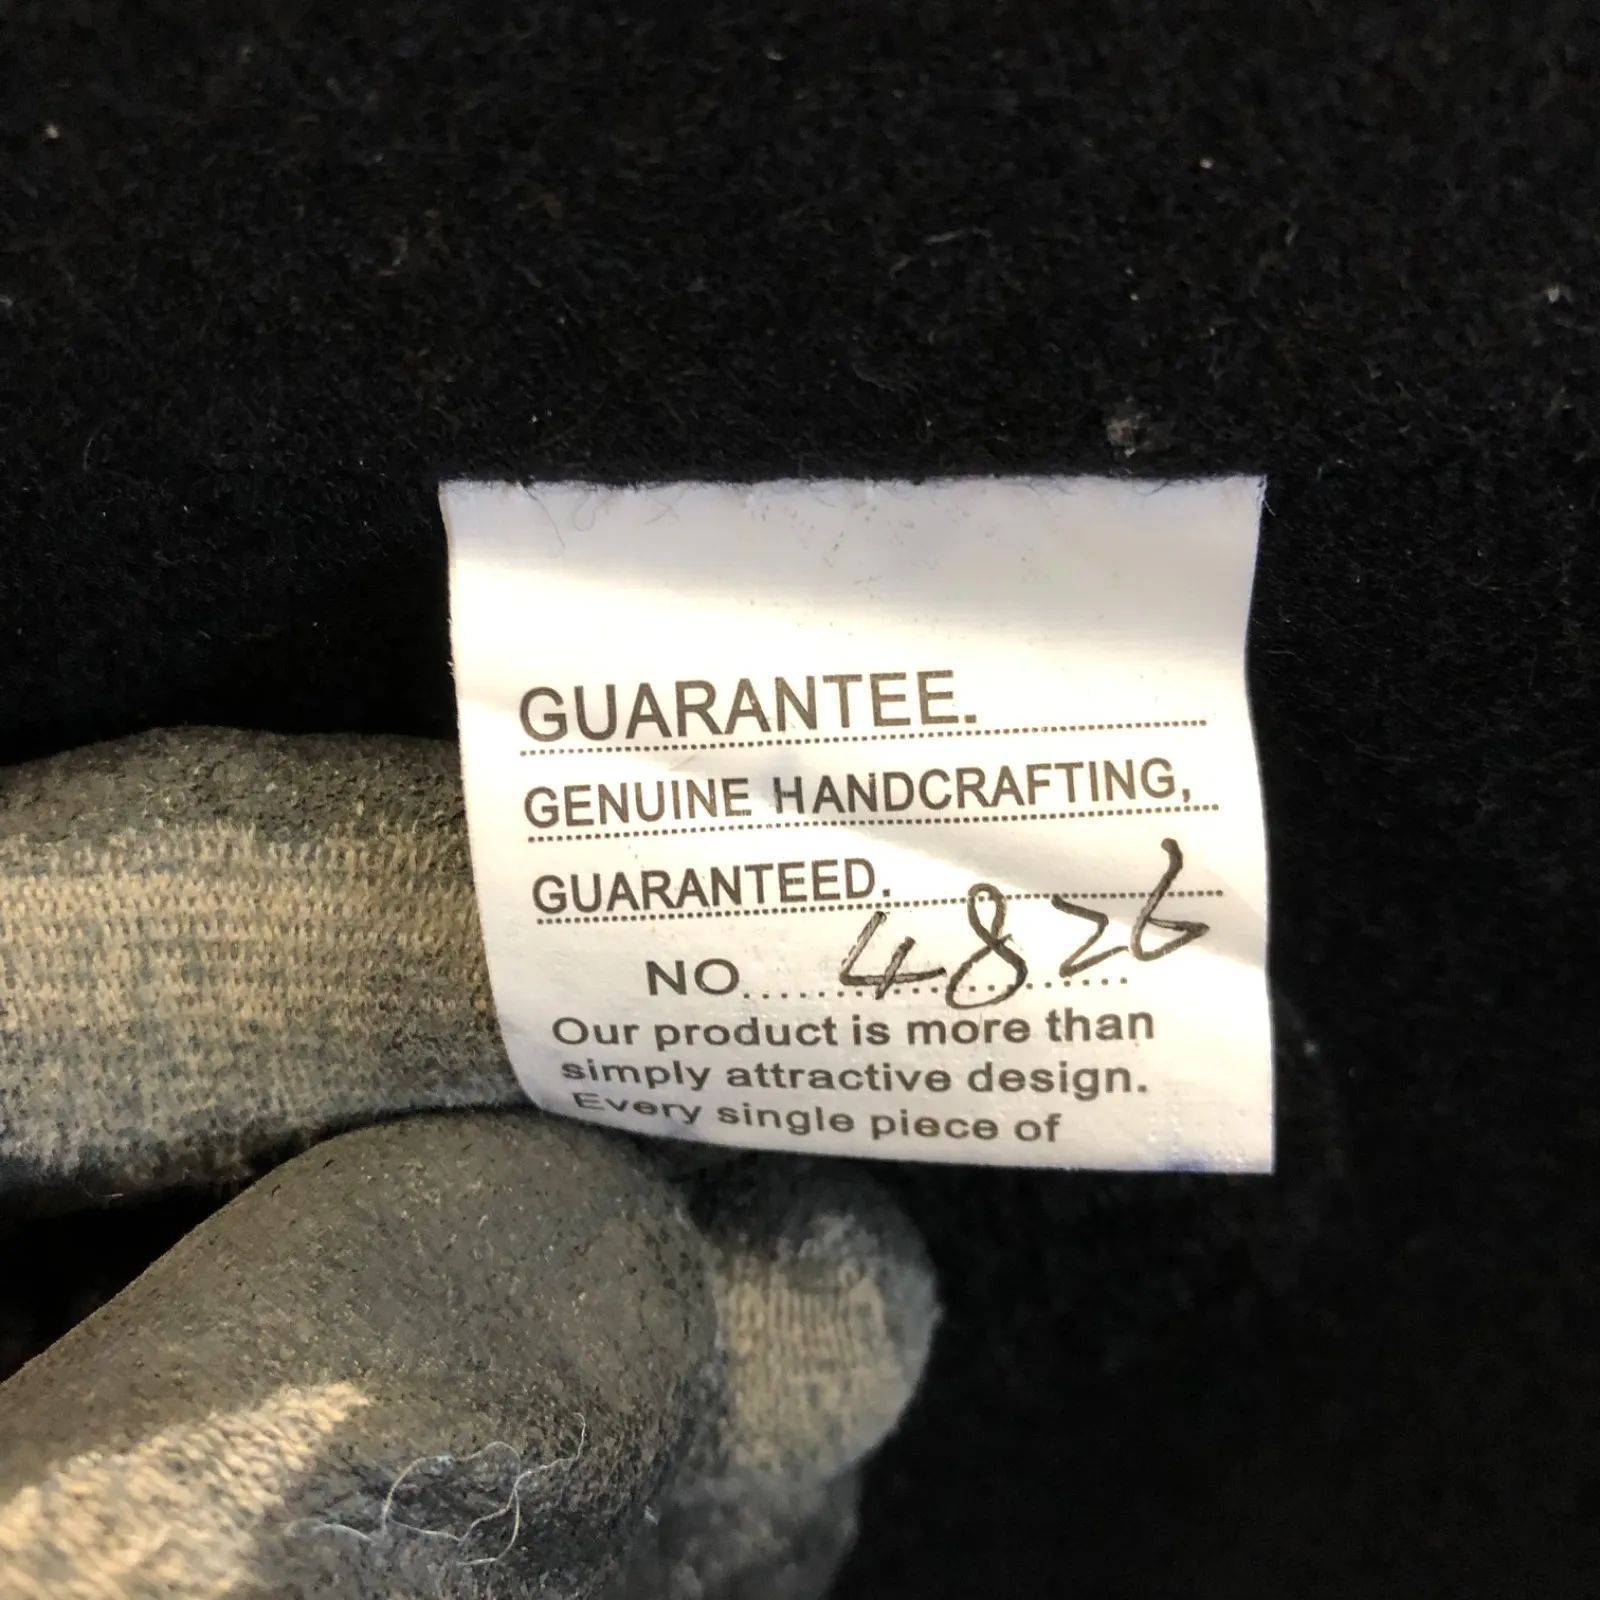 GUARANTEE.
GENUINE HANDCRAFTING,
GUARANTEED.
NO 4826
Our product is more than
simply attractive design.
Every single piece of